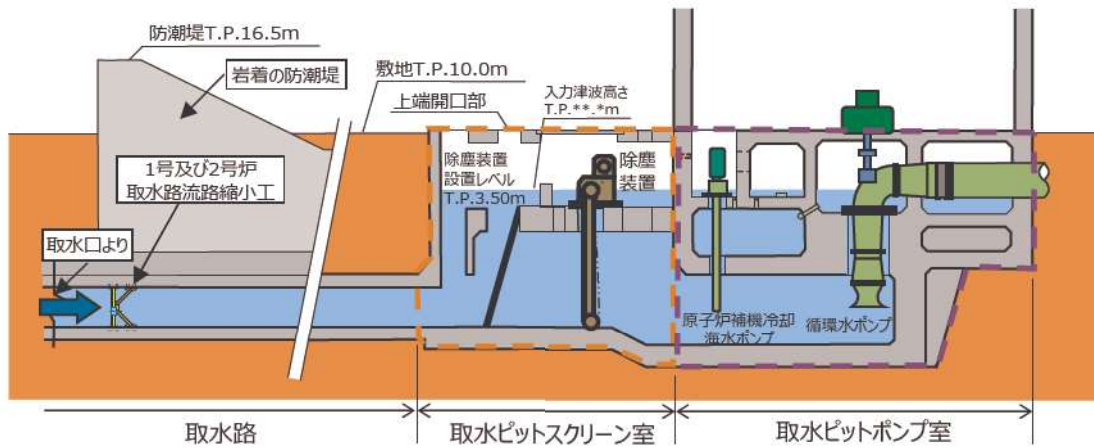 防潮堤T.P.16.5m
岩着の防潮堤
敷地T.P.10.0m
上端開口部
入力津波高さ
T.P.**.*m
1号及び2号炉
取水路流路縮小工
除塵装置
設置レベル
T.P.3.50m
除塵
装置
取水口より
原子炉補機冷却
海水ポンプ
循環水ポンプ
取水路
取水ピットスクリーン室
取水ピットポンプ室